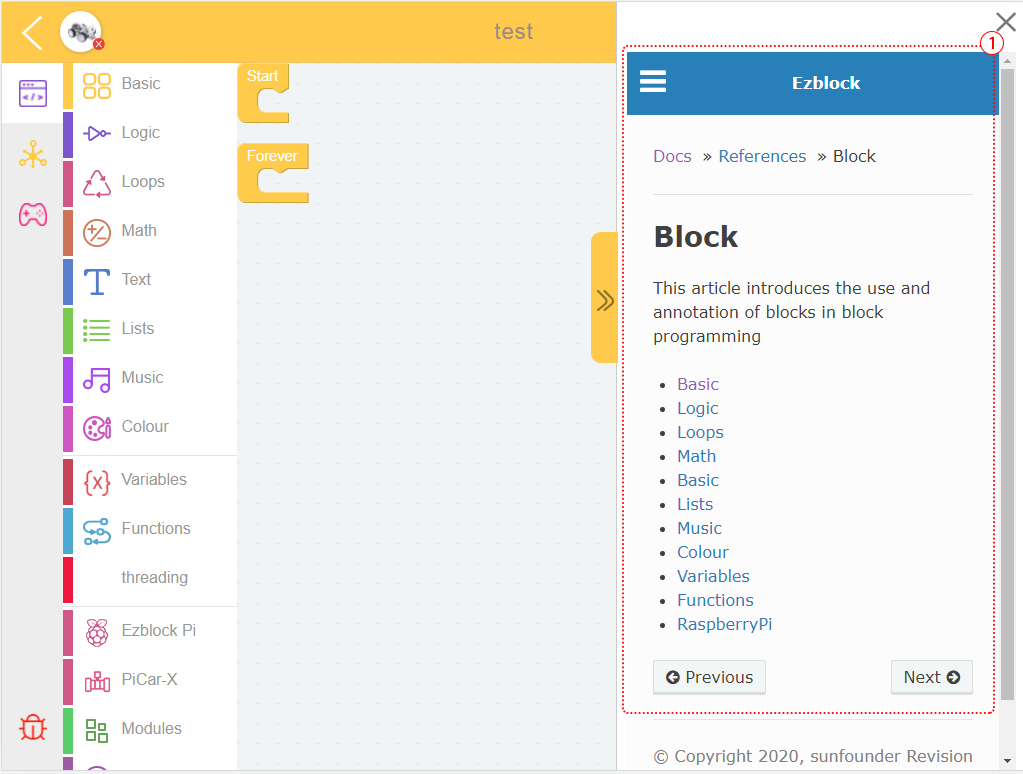 test
Basic
Logic
Loops
Math
Text
Lists
Music
Colour
Variables
Functions
threading
Ezblock Pi
PiCar-X
Modules
Start
Forever
1
Ezblock
Docs » References » Block
Block
This article introduces the use and
annotation of blocks in block
programming
Basic
Logic
Loops
Math
Basic
Lists
Music
Colour
Variables
Functions
RaspberryPi
Previous
Next
© Copyright 2020, sunfounder Revision